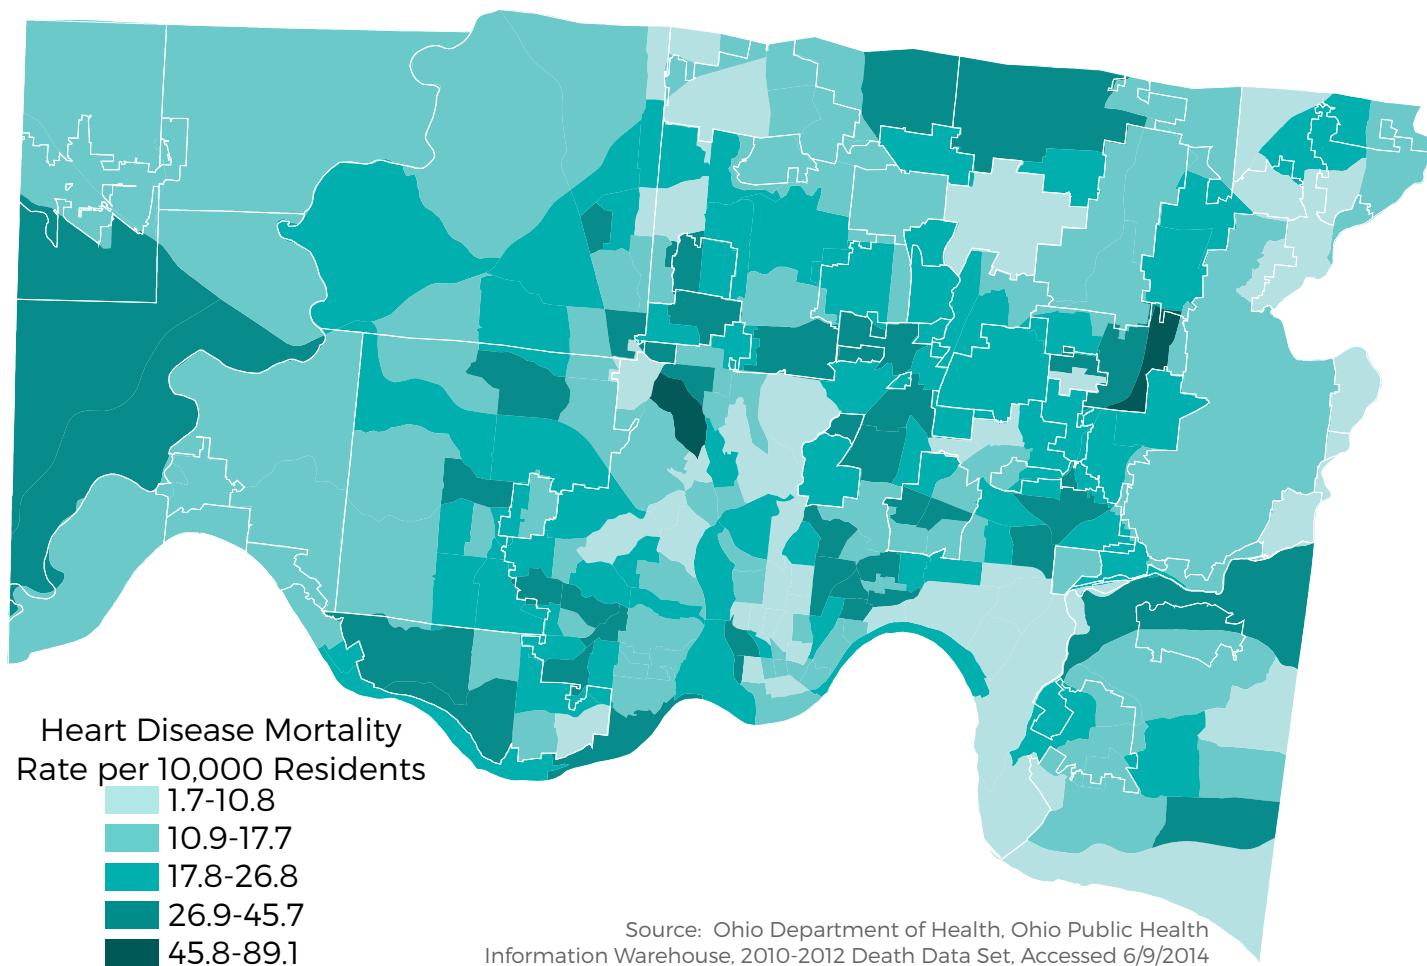 Heart Disease Mortality
Rate per 10,000 Residents
1.7-10.8
10.9-17.7
17.8-26.8
26.9-45.7
45.8-89.1
Source: Ohio Department of Health, Ohio Public Health
Information Warehouse, 2010-2012 Death Data Set, Accessed 6/9/2014